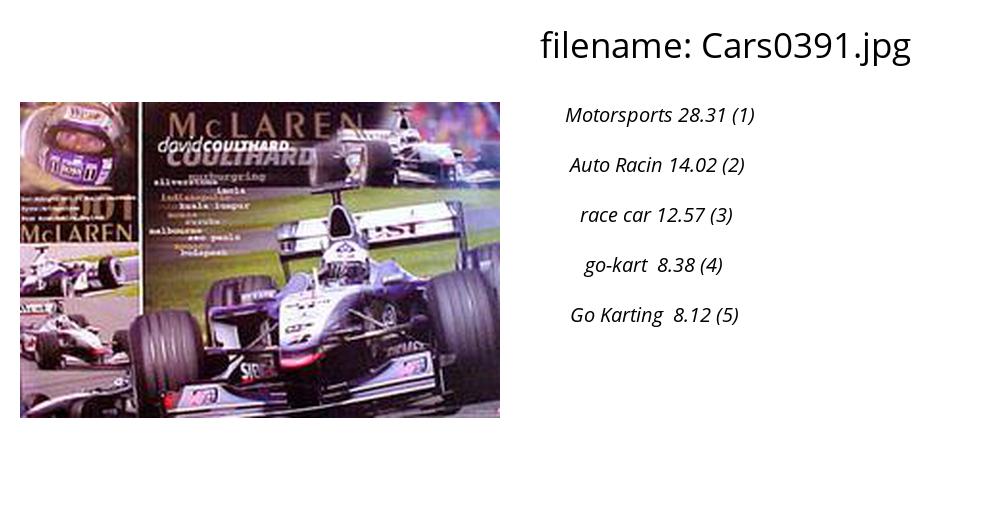 filename: Cars0391.jpg
Motorsports 28.31 (1)
Auto Racin 14.02 (2)
race car 12.57 (3)
go-kart 8.38 (4)
Go Karting 8.12 (5)
McLAREN
davidCOULTHARD
COULTHARD
nurburgring
silverstone
imola
indianapolis
kuala lumpur
monza
suzuka
melbourne
sao paulo
monaco
budapest
2001
McLAREN